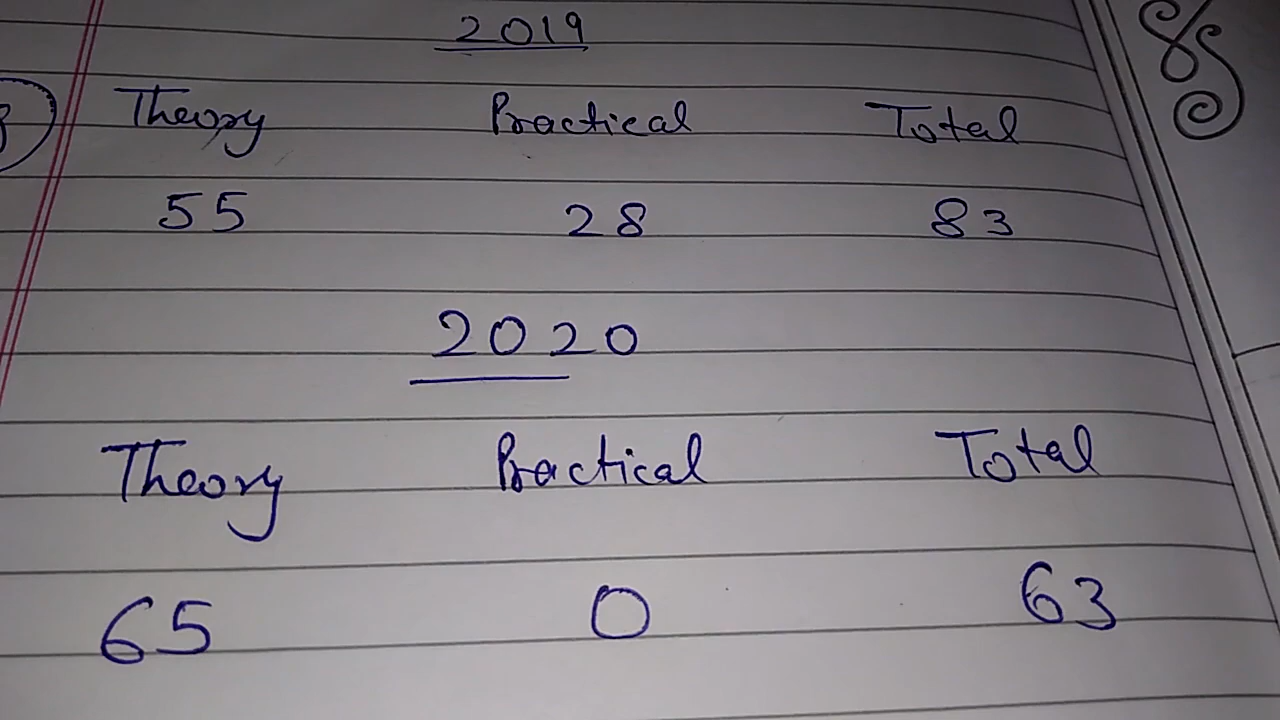 2019
Theory Practical Total
55 28 83
2020
Theory Practical Total
65 0 63